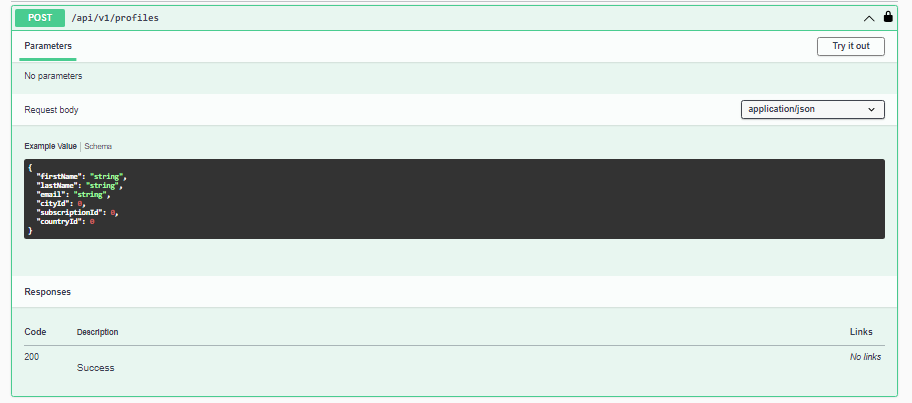 POST /api/v1/profiles
Parameters Try it out
No parameters
Request body application/json
Example Value | Schema
{
"firstName": "string",
"lastName": "string",
"email": "string",
"cityId": 0,
"subscriptionId": 0,
"countryId": 0
}
Responses
Code Description Links
200 Success No links